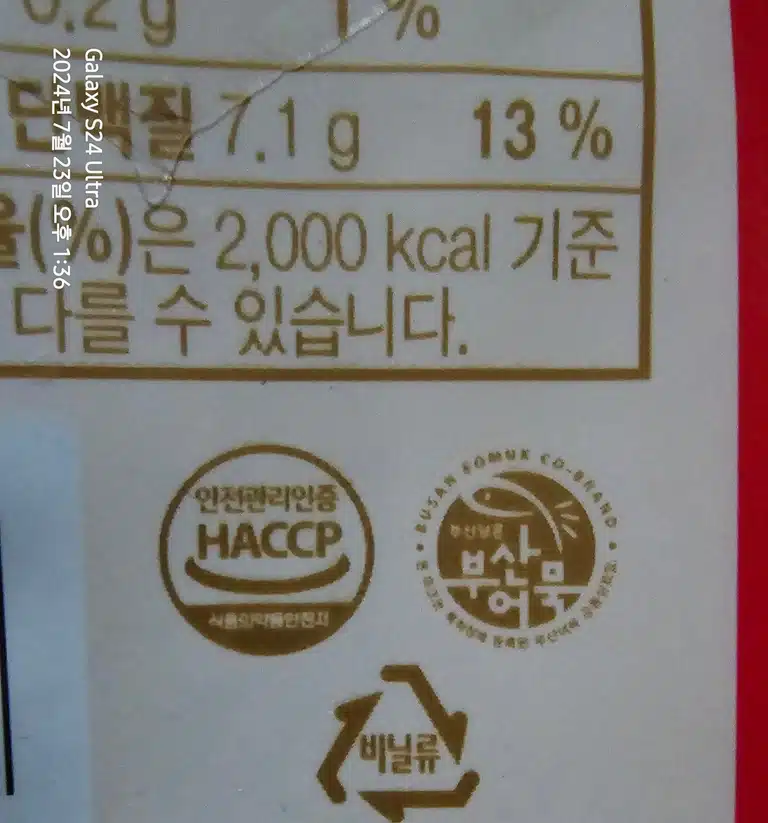 0.2 g 1 %
단백질 7.1 g 13 %
율(%)은 2,000 kcal 기준
다를 수 있습니다.
Galaxy S24 Ultra
2024년 7월 23일 오후 1:36
안전관리인증
HACCP
식품의약품안전처
BUSAN EOMUK CO-BRAND
부산
어묵
비닐류